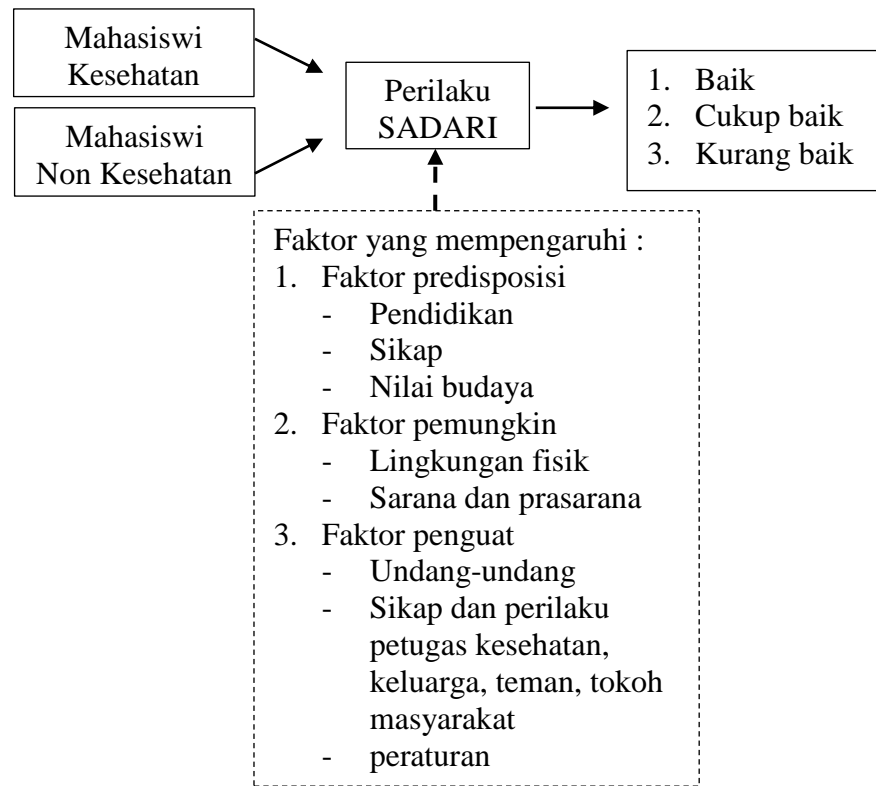 Mahasiswi
Kesehatan
Mahasiswi
Non Kesehatan
Perilaku
SADARI
1. Baik
2. Cukup baik
3. Kurang baik
Faktor yang mempengaruhi :
1. Faktor predisposisi
- Pendidikan
- Sikap
- Nilai budaya
2. Faktor pemungkin
- Lingkungan fisik
- Sarana dan prasarana
3. Faktor penguat
- Undang-undang
- Sikap dan perilaku
petugas kesehatan,
keluarga, teman, tokoh
masyarakat
- peraturan